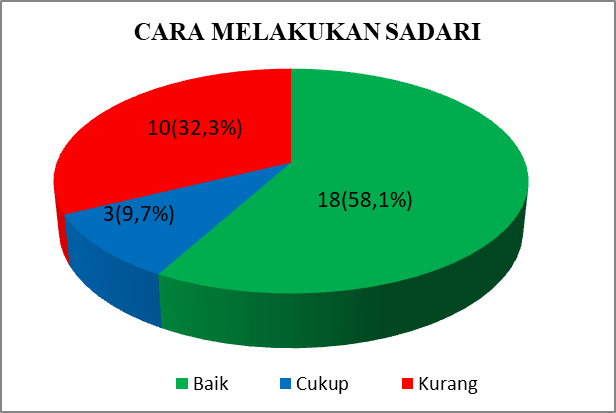 CARA MELAKUKAN SADARI
10(32,3%)
18(58,1%)
3(9,7%)
Baik
Cukup
Kurang